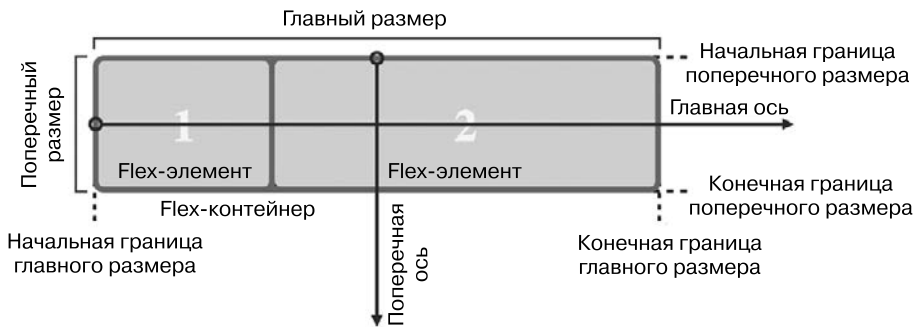 Главный размер
Начальная граница
поперечного размера
Поперечный
размер
Главная ось
1
2
Flex-элемент
Flex-элемент
Конечная граница
поперечного размера
Flex-контейнер
Поперечная
ось
Начальная граница
главного размера
Конечная граница
главного размера